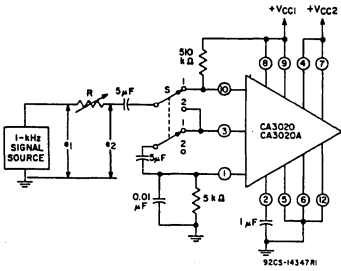 +VCC1 +VCC2
510
kΩ
8 9 4 7
5μF S 1
R 10
2
1-kHz
SIGNAL
SOURCE
e1 e2
1
3
2
CA3020
CA3020A
5μF
1
0.01
μF
5 kΩ
2 5 6 12
1 μF
92CS-14347RI